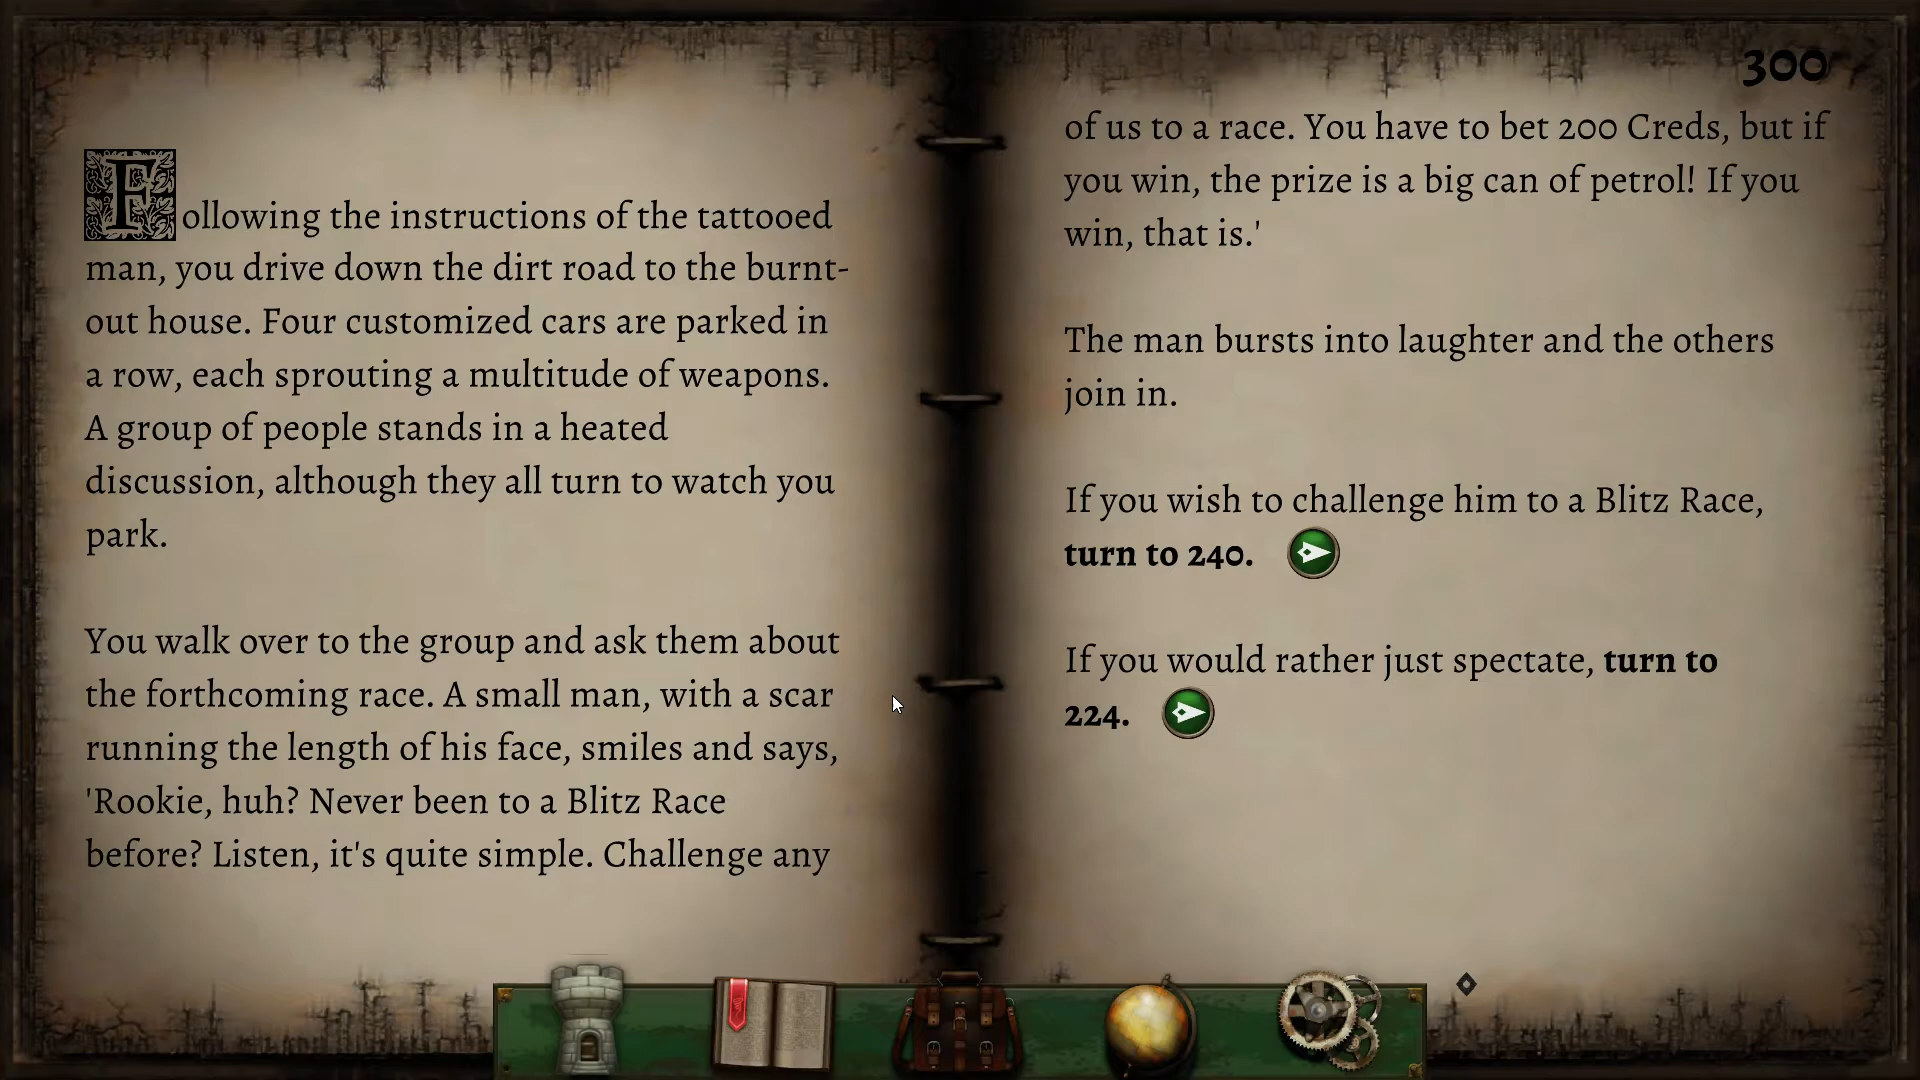 300
Following the instructions of the tattooed
man, you drive down the dirt road to the burnt-
out house. Four customized cars are parked in
a row, each sprouting a multitude of weapons.
A group of people stands in a heated
discussion, although they all turn to watch you
park.
You walk over to the group and ask them about
the forthcoming race. A small man, with a scar
running the length of his face, smiles and says,
'Rookie, huh? Never been to a Blitz Race
before? Listen, it's quite simple. Challenge any
of us to a race. You have to bet 200 Creds, but if
you win, the prize is a big can of petrol! If you
win, that is.'
The man bursts into laughter and the others
join in.
If you wish to challenge him to a Blitz Race,
turn to 240.
If you would rather just spectate, turn to
224.